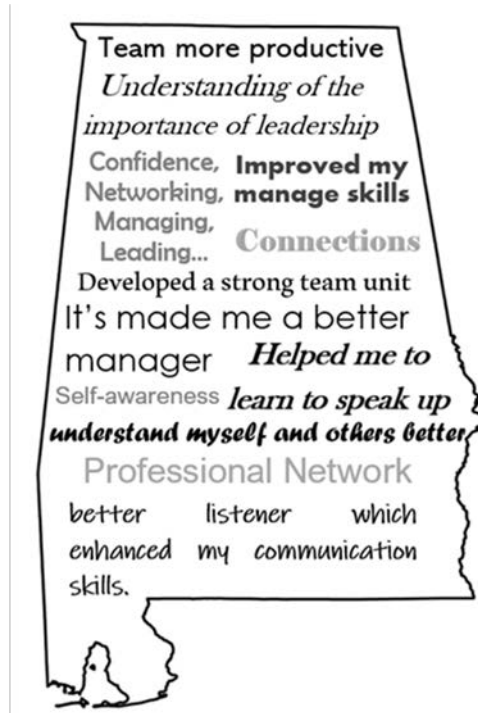 Team more productive
Understanding of the
importance of leadership
Confidence,
Networking,
Managing,
Leading...
Improved my
manage skills
Connections
Developed a strong team unit
It's made me a better
manager
Helped me to
learn to speak up
Self-awareness
understand myself and others better
Professional Network
better listener which
enhanced my communication
skills.